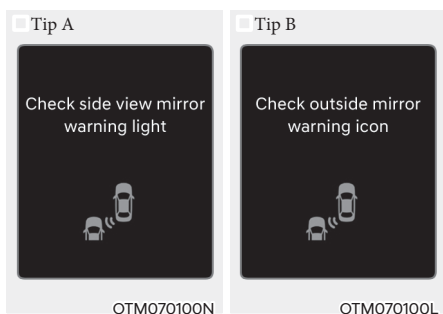 Tip A
Check side view mirror
warning light
OTM070100N
Tip B
Check outside mirror
warning icon
OTM070100L